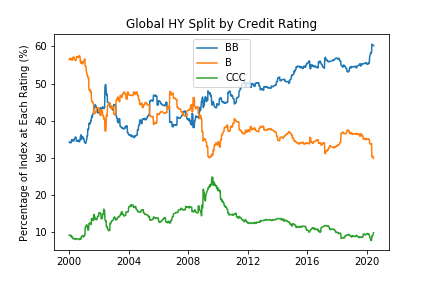 Global HY Split by Credit Rating
Percentage of Index at Each Rating (%)
60
50
40
30
20
10
BB
B
CCC
2000
2004
2008
2012
2016
2020